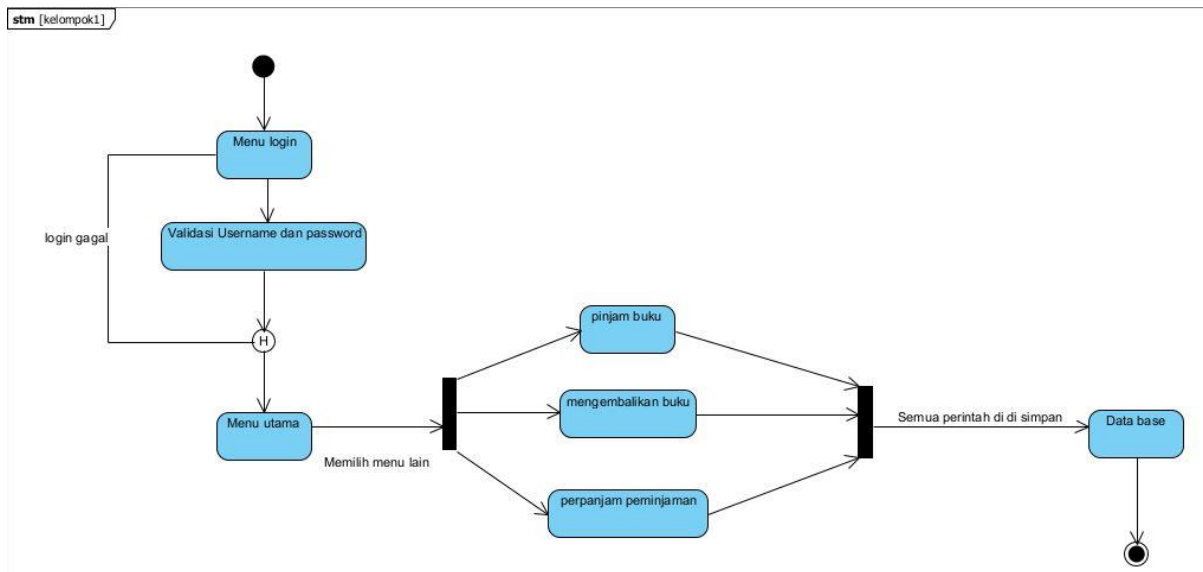 stm [kelompok1]
Menu login
Validasi Username dan password
login gagal
H
Menu utama
Memilih menu lain
pinjam buku
mengembalikan buku
perpanjam peminjaman
Semua perintah di di simpan
Data base